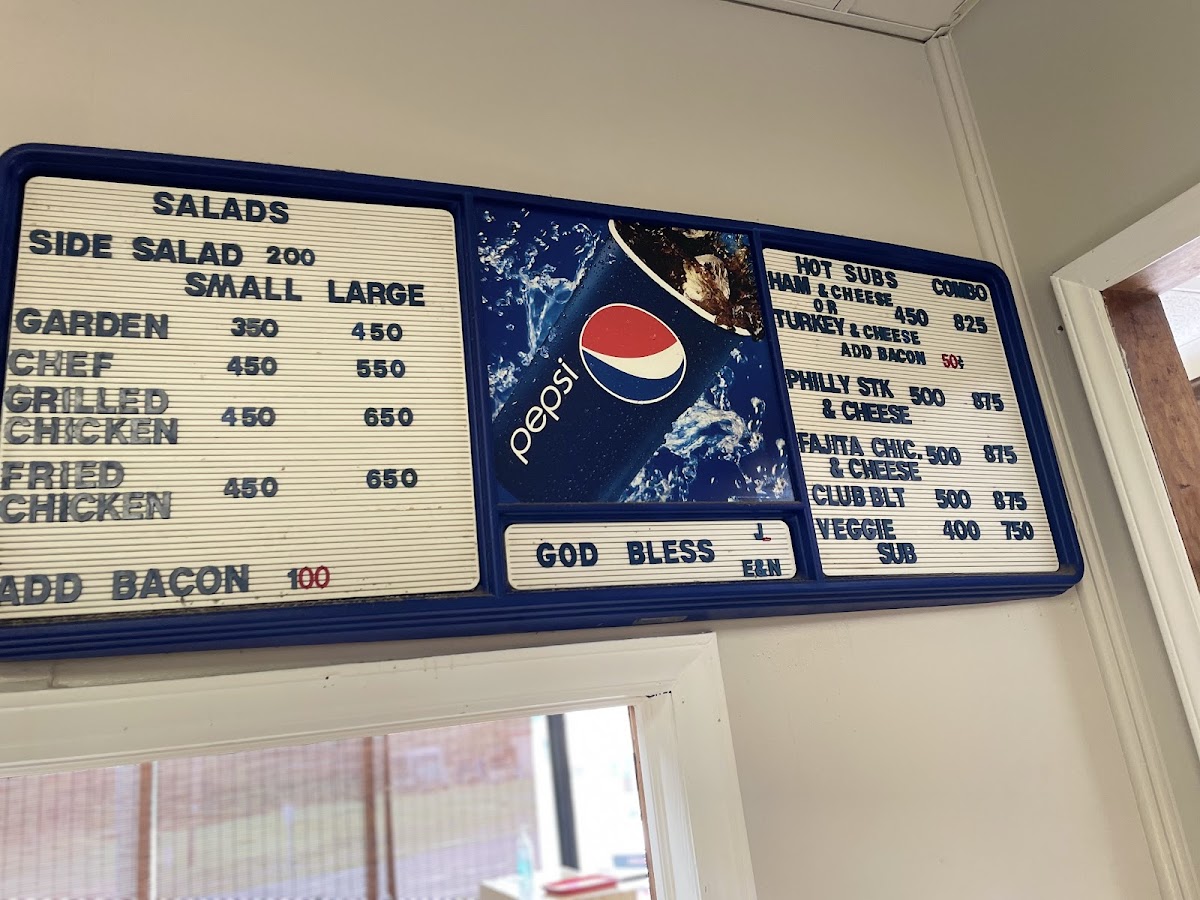 SALADS
SIDE SALAD 200
SMALL LARGE
GARDEN 350 450
CHEF 450 550
GRILLED
CHICKEN 450 650
FRIED
CHICKEN 450 650
ADD BACON 100
pepsi
GOD BLESS J
E&N
HOT SUBS COMBO
HAM & CHEESE
OR 450 825
TURKEY & CHEESE
ADD BACON 50¢
PHILLY STK 500 875
& CHEESE
FAJITA CHIC. 500 875
& CHEESE
CLUB BLT 500 875
VEGGIE 400 750
SUB